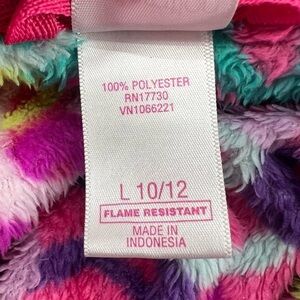 100% POLYESTER
RN17730
VN1066221
L 10/12
FLAME RESISTANT
MADE IN
INDONESIA